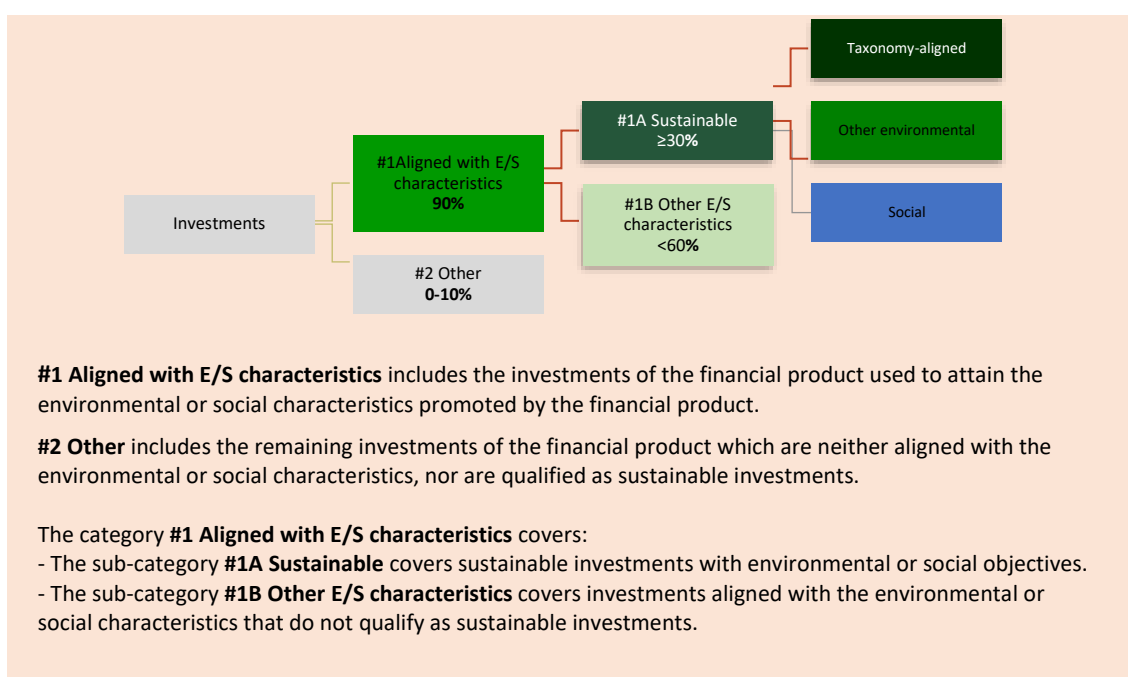 Taxonomy-aligned
#1A Sustainable
≥30%
Other environmental
#1Aligned with E/S
characteristics
90%
#1B Other E/S
characteristics
<60%
Social
Investments
#2 Other
0-10%
#1 Aligned with E/S characteristics includes the investments of the financial product used to attain the
environmental or social characteristics promoted by the financial product.
#2 Other includes the remaining investments of the financial product which are neither aligned with the
environmental or social characteristics, nor are qualified as sustainable investments.
The category #1 Aligned with E/S characteristics covers:
- The sub-category #1A Sustainable covers sustainable investments with environmental or social objectives.
- The sub-category #1B Other E/S characteristics covers investments aligned with the environmental or
social characteristics that do not qualify as sustainable investments.